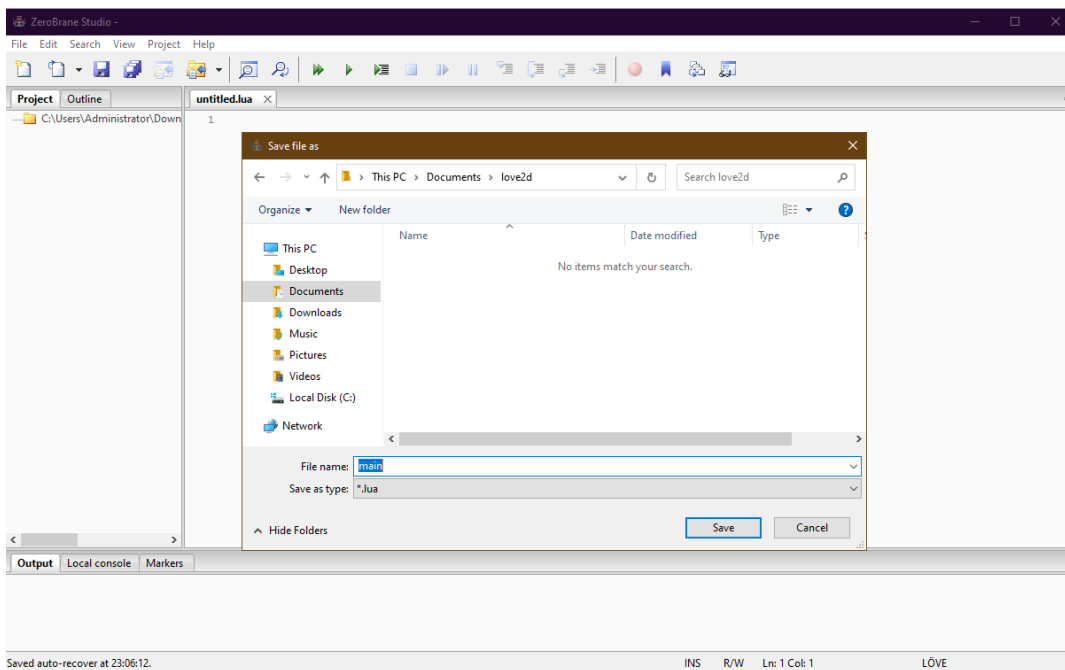 ZeroBrane Studio -
File Edit Search View Project Help
Project Outline
untitled.lua
C:\Users\Administrator\Down
1
Save file as
This PC > Documents > love2d
Search love2d
Organize
New folder
Name
Date modified
Type
This PC
No items match your search.
Desktop
Documents
Downloads
Music
Pictures
Videos
Local Disk (C:)
Network
File name: main
Save as type: *.lua
Hide Folders
Save
Cancel
Output Local console Markers
Saved auto-recover at 23:06:12.
INS R/W Ln: 1 Col: 1 LÖVE